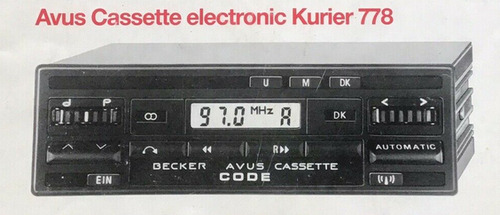 Avus Cassette electronic Kurier 778
U M DK
d P
97.0 MHz A
DK
< >
AUTOMATIC
R
BECKER AVUS CASSETTE
CODE
EIN